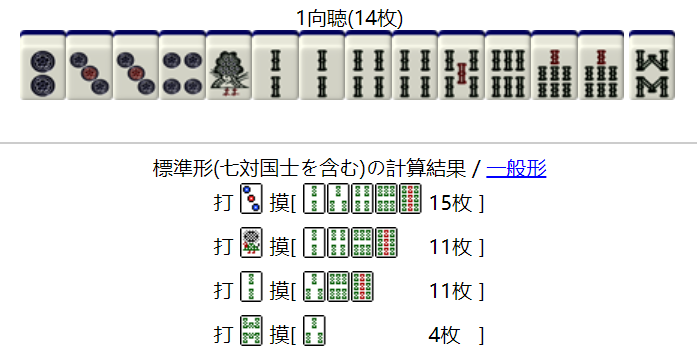 1向聴(14枚)
標準形(七対国士を含む)の計算結果 / 一般形
打 摸[ 15枚 ]
打 摸[ 11枚 ]
打 摸[ 11枚 ]
打 摸[ 4枚 ]